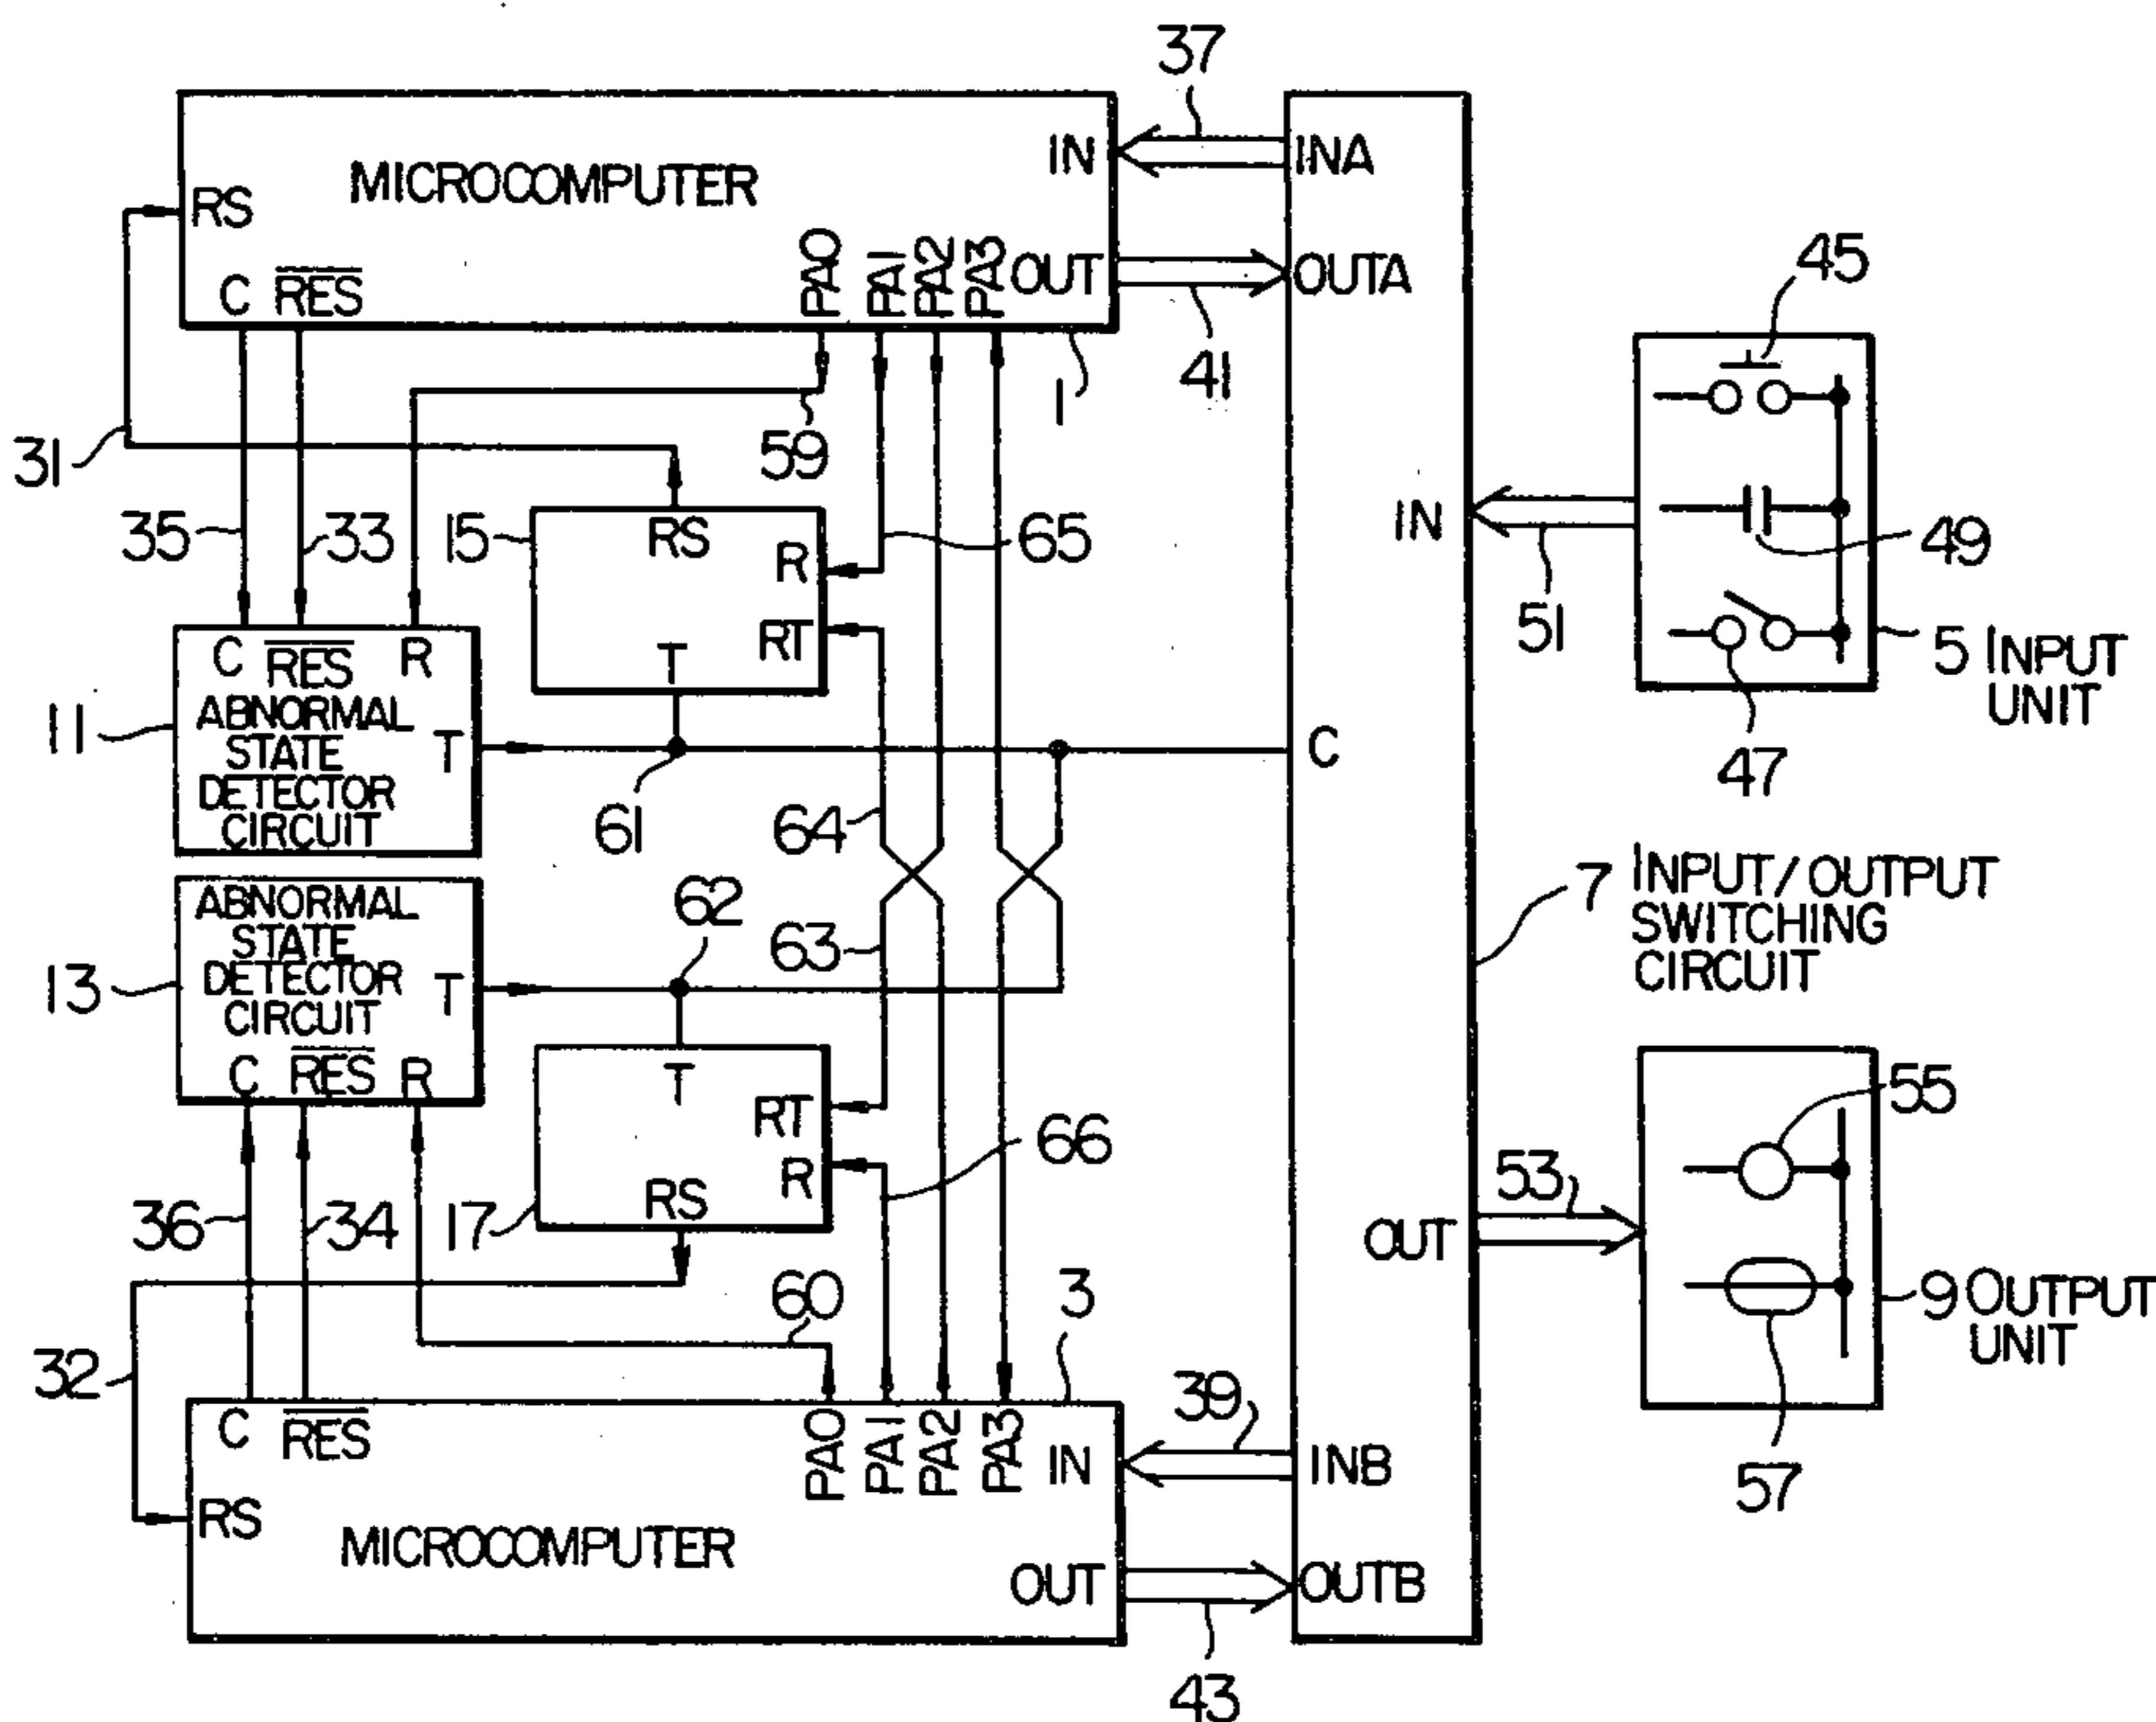 37
MICROCOMPUTER
IN
INA
RS
C
RES
PA0
PA1
PA2
PA3
OUT
OUTA
45
1
41
31
59
35
33
15
RS
R
65
IN
49
51
RT
T
C
RES
R
5 INPUT
UNIT
11
ABNORMAL
STATE
DETECTOR
CIRCUIT
T
C
47
61
64
62
7 INPUT/OUTPUT
SWITCHING
CIRCUIT
13
ABNORMAL
STATE
DETECTOR
CIRCUIT
T
63
C
RES
R
T
RT
R
RS
66
55
53
36
34
17
60
3
OUT
9 OUTPUT
UNIT
32
39
57
C
RES
PA0
PA1
PA2
PA3
IN
INB
RS
MICROCOMPUTER
OUT
OUTB
43